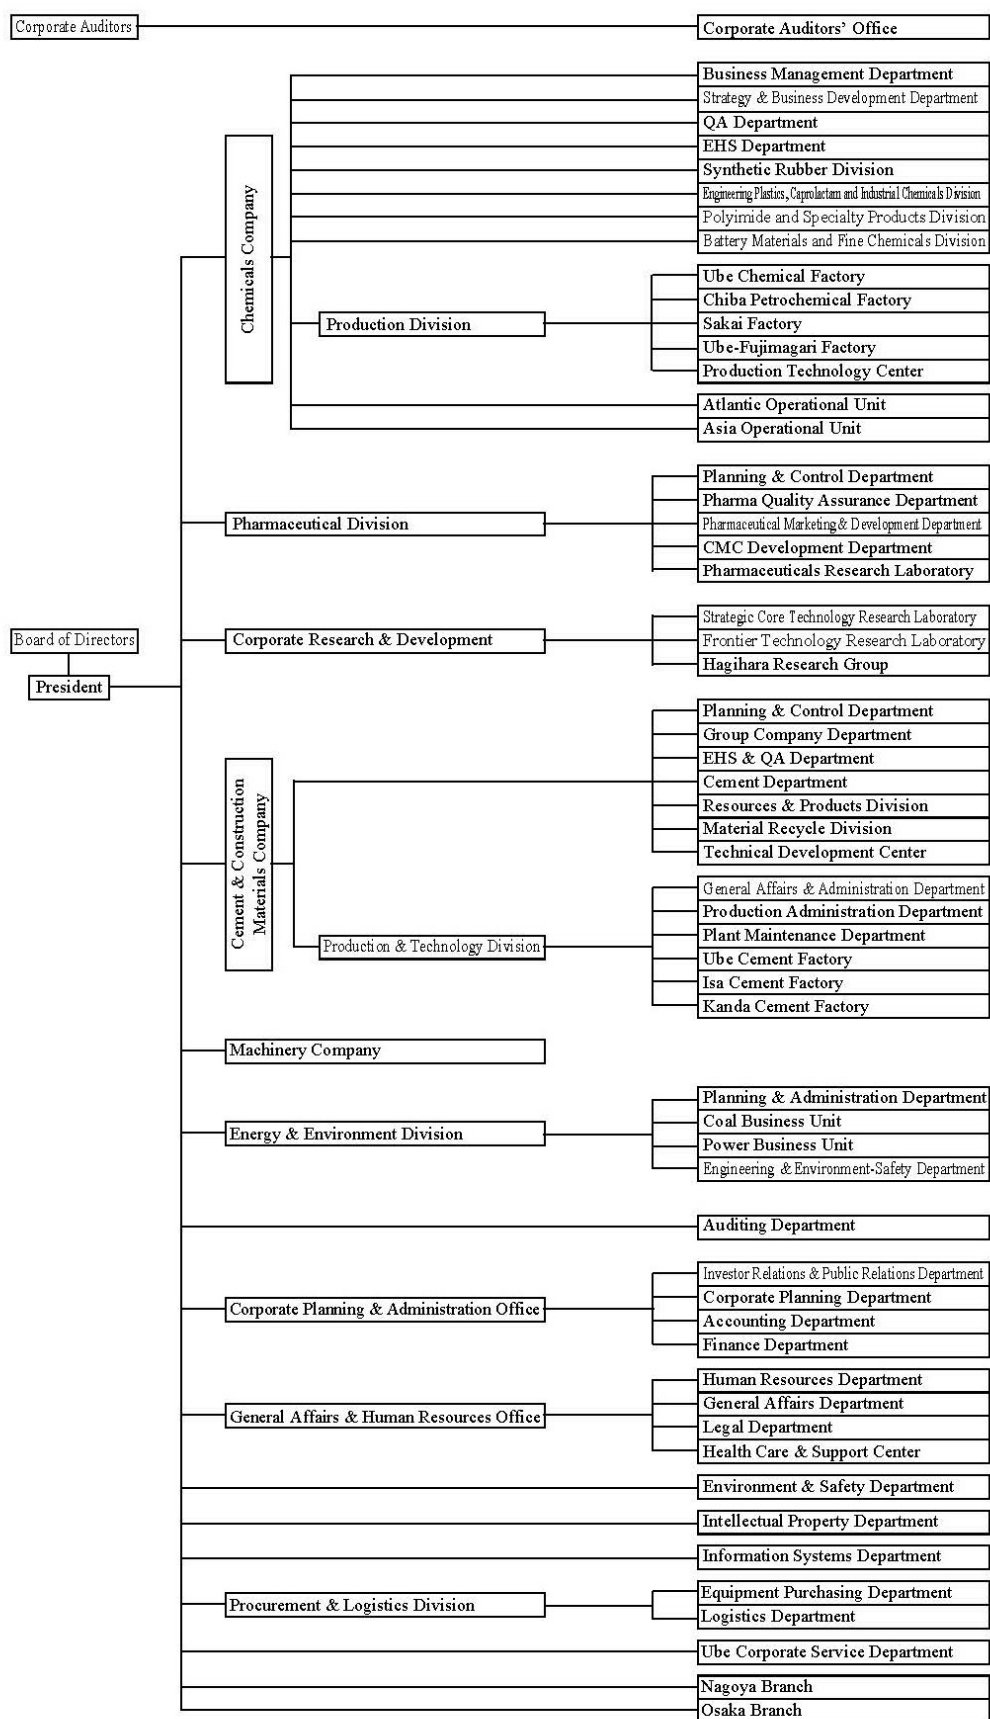 Corporate Auditors
Corporate Auditors’ Office
Chemicals Company
Business Management Department
Strategy & Business Development Department
QA Department
EHS Department
Synthetic Rubber Division
Engineering Plastics, Caprolactam and Industrial Chemicals Division
Polyimide and Specialty Products Division
Battery Materials and Fine Chemicals Division
Production Division
Ube Chemical Factory
Chiba Petrochemical Factory
Sakai Factory
Ube-Fujimagari Factory
Production Technology Center
Atlantic Operational Unit
Asia Operational Unit
Pharmaceutical Division
Planning & Control Department
Pharma Quality Assurance Department
Pharmaceutical Marketing & Development Department
CMC Development Department
Pharmaceuticals Research Laboratory
Board of Directors
President
Corporate Research & Development
Strategic Core Technology Research Laboratory
Frontier Technology Research Laboratory
Hagihara Research Group
Cement & Construction
Materials Company
Planning & Control Department
Group Company Department
EHS & QA Department
Cement Department
Resources & Products Division
Material Recycle Division
Technical Development Center
Production & Technology Division
General Affairs & Administration Department
Production Administration Department
Plant Maintenance Department
Ube Cement Factory
Isa Cement Factory
Kanda Cement Factory
Machinery Company
Energy & Environment Division
Planning & Administration Department
Coal Business Unit
Power Business Unit
Engineering & Environment-Safety Department
Auditing Department
Corporate Planning & Administration Office
Investor Relations & Public Relations Department
Corporate Planning Department
Accounting Department
Finance Department
General Affairs & Human Resources Office
Human Resources Department
General Affairs Department
Legal Department
Health Care & Support Center
Environment & Safety Department
Intellectual Property Department
Information Systems Department
Procurement & Logistics Division
Equipment Purchasing Department
Logistics Department
Ube Corporate Service Department
Nagoya Branch
Osaka Branch